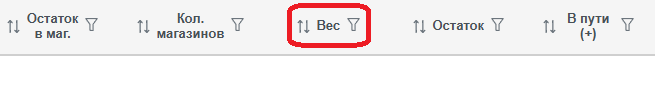 Остаток в маг.
Кол. магазинов
Вес
Остаток
В пути (+)